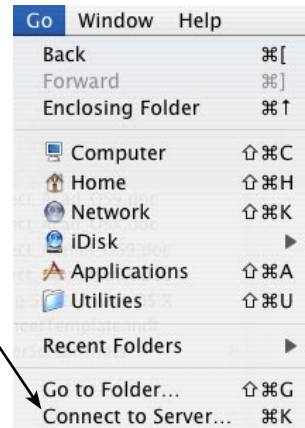 Go Window Help
Back ⌘[
Forward ⌘]
Enclosing Folder ⌘↑
Computer ⇧⌘C
Home ⇧⌘H
Network ⇧⌘K
iDisk ▶
Applications ⇧⌘A
Utilities ⇧⌘U
Recent Folders ▶
Go to Folder... ⇧⌘G
Connect to Server... ⌘K